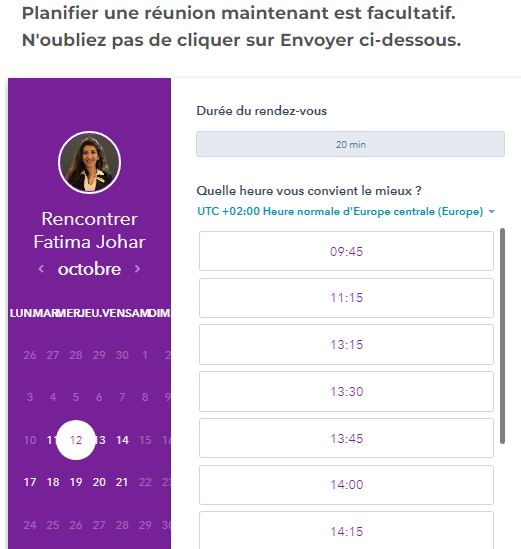 Planifier une réunion maintenant est facultatif.
N'oubliez pas de cliquer sur Envoyer ci-dessous.
Rencontrer
Fatima Johar
octobre
LUN. MAR. MER. JEU. VEN. SAM. DIM.
26 27 28 29 30 1 2
3 4 5 6 7 8 9
10 11 12 13 14 15 16
17 18 19 20 21 22 23
24 25 26 27 28 29 30
Durée du rendez-vous
20 min
Quelle heure vous convient le mieux ?
UTC +02:00 Heure normale d'Europe centrale (Europe)
09:45
11:15
13:15
13:30
13:45
14:00
14:15